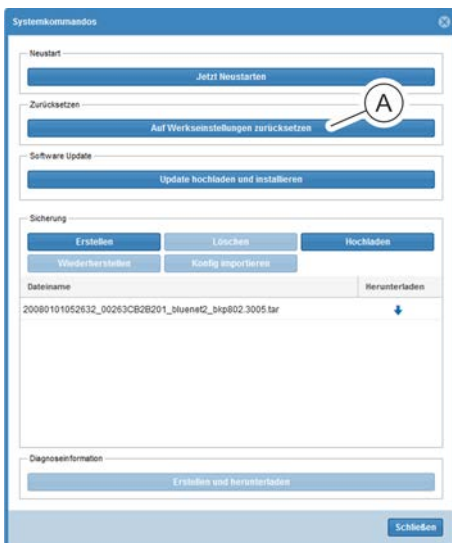 Systemkommandos
Neustart
Jetzt Neustarten
Zurücksetzen
A
Auf Werkseinstellungen zurücksetzen
Software Update
Update hochladen und installieren
Sicherung
Erstellen Löschen Hochladen
Wiederherstellen Konfig importieren
Dateiname Herunterladen
20080101052632_00263CB2B201_bluenet2_bkp802.3005.tar
Diagnoseinformation
Erstellen und herunterladen
Schließen